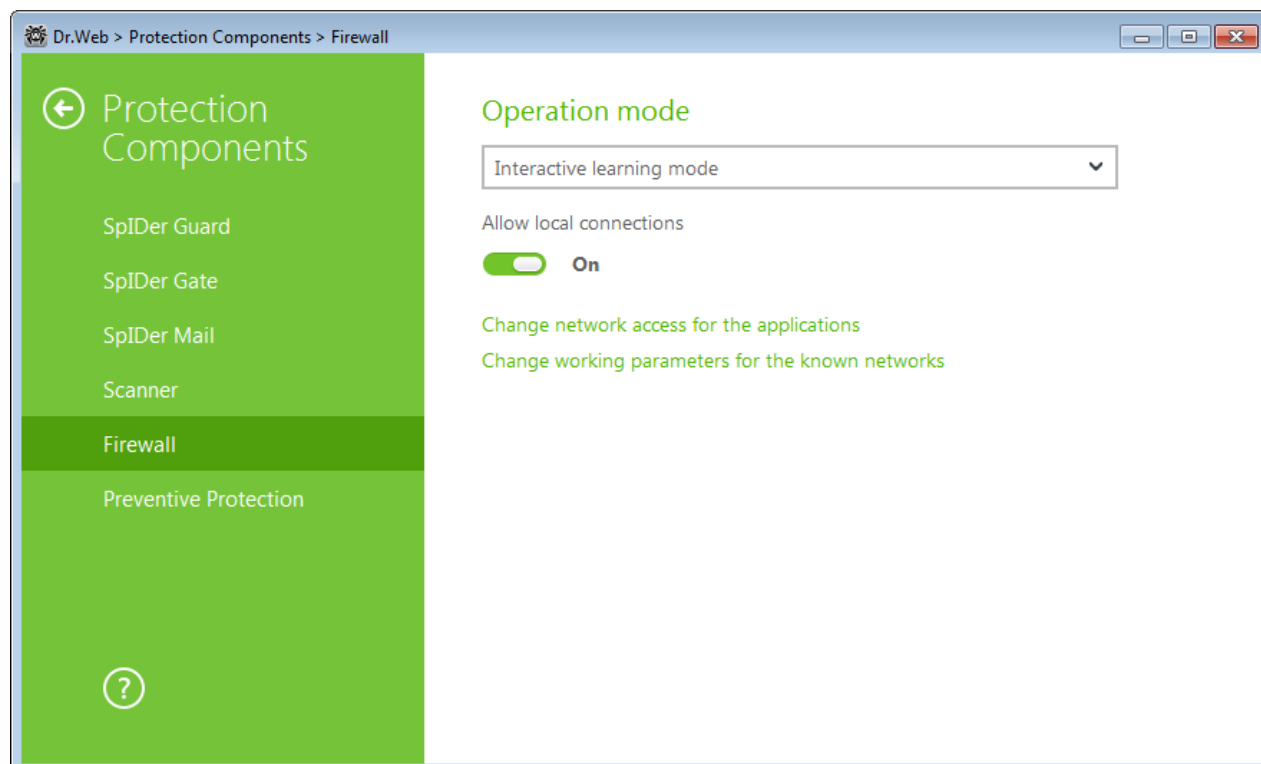 Dr.Web > Protection Components > Firewall
Protection
Components
SpIDer Guard
SpIDer Gate
SpIDer Mail
Scanner
Firewall
Preventive Protection
?
Operation mode
Interactive learning mode
Allow local connections
On
Change network access for the applications
Change working parameters for the known networks